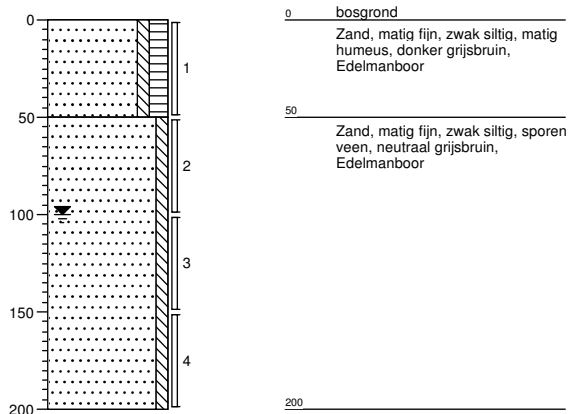 0
50
100
150
200
1
2
3
4
0 bosgrond
Zand, matig fijn, zwak siltig, matig
humeus, donker grijsbruin,
Edelmanboor
50
Zand, matig fijn, zwak siltig, sporen
veen, neutraal grijsbruin,
Edelmanboor
200